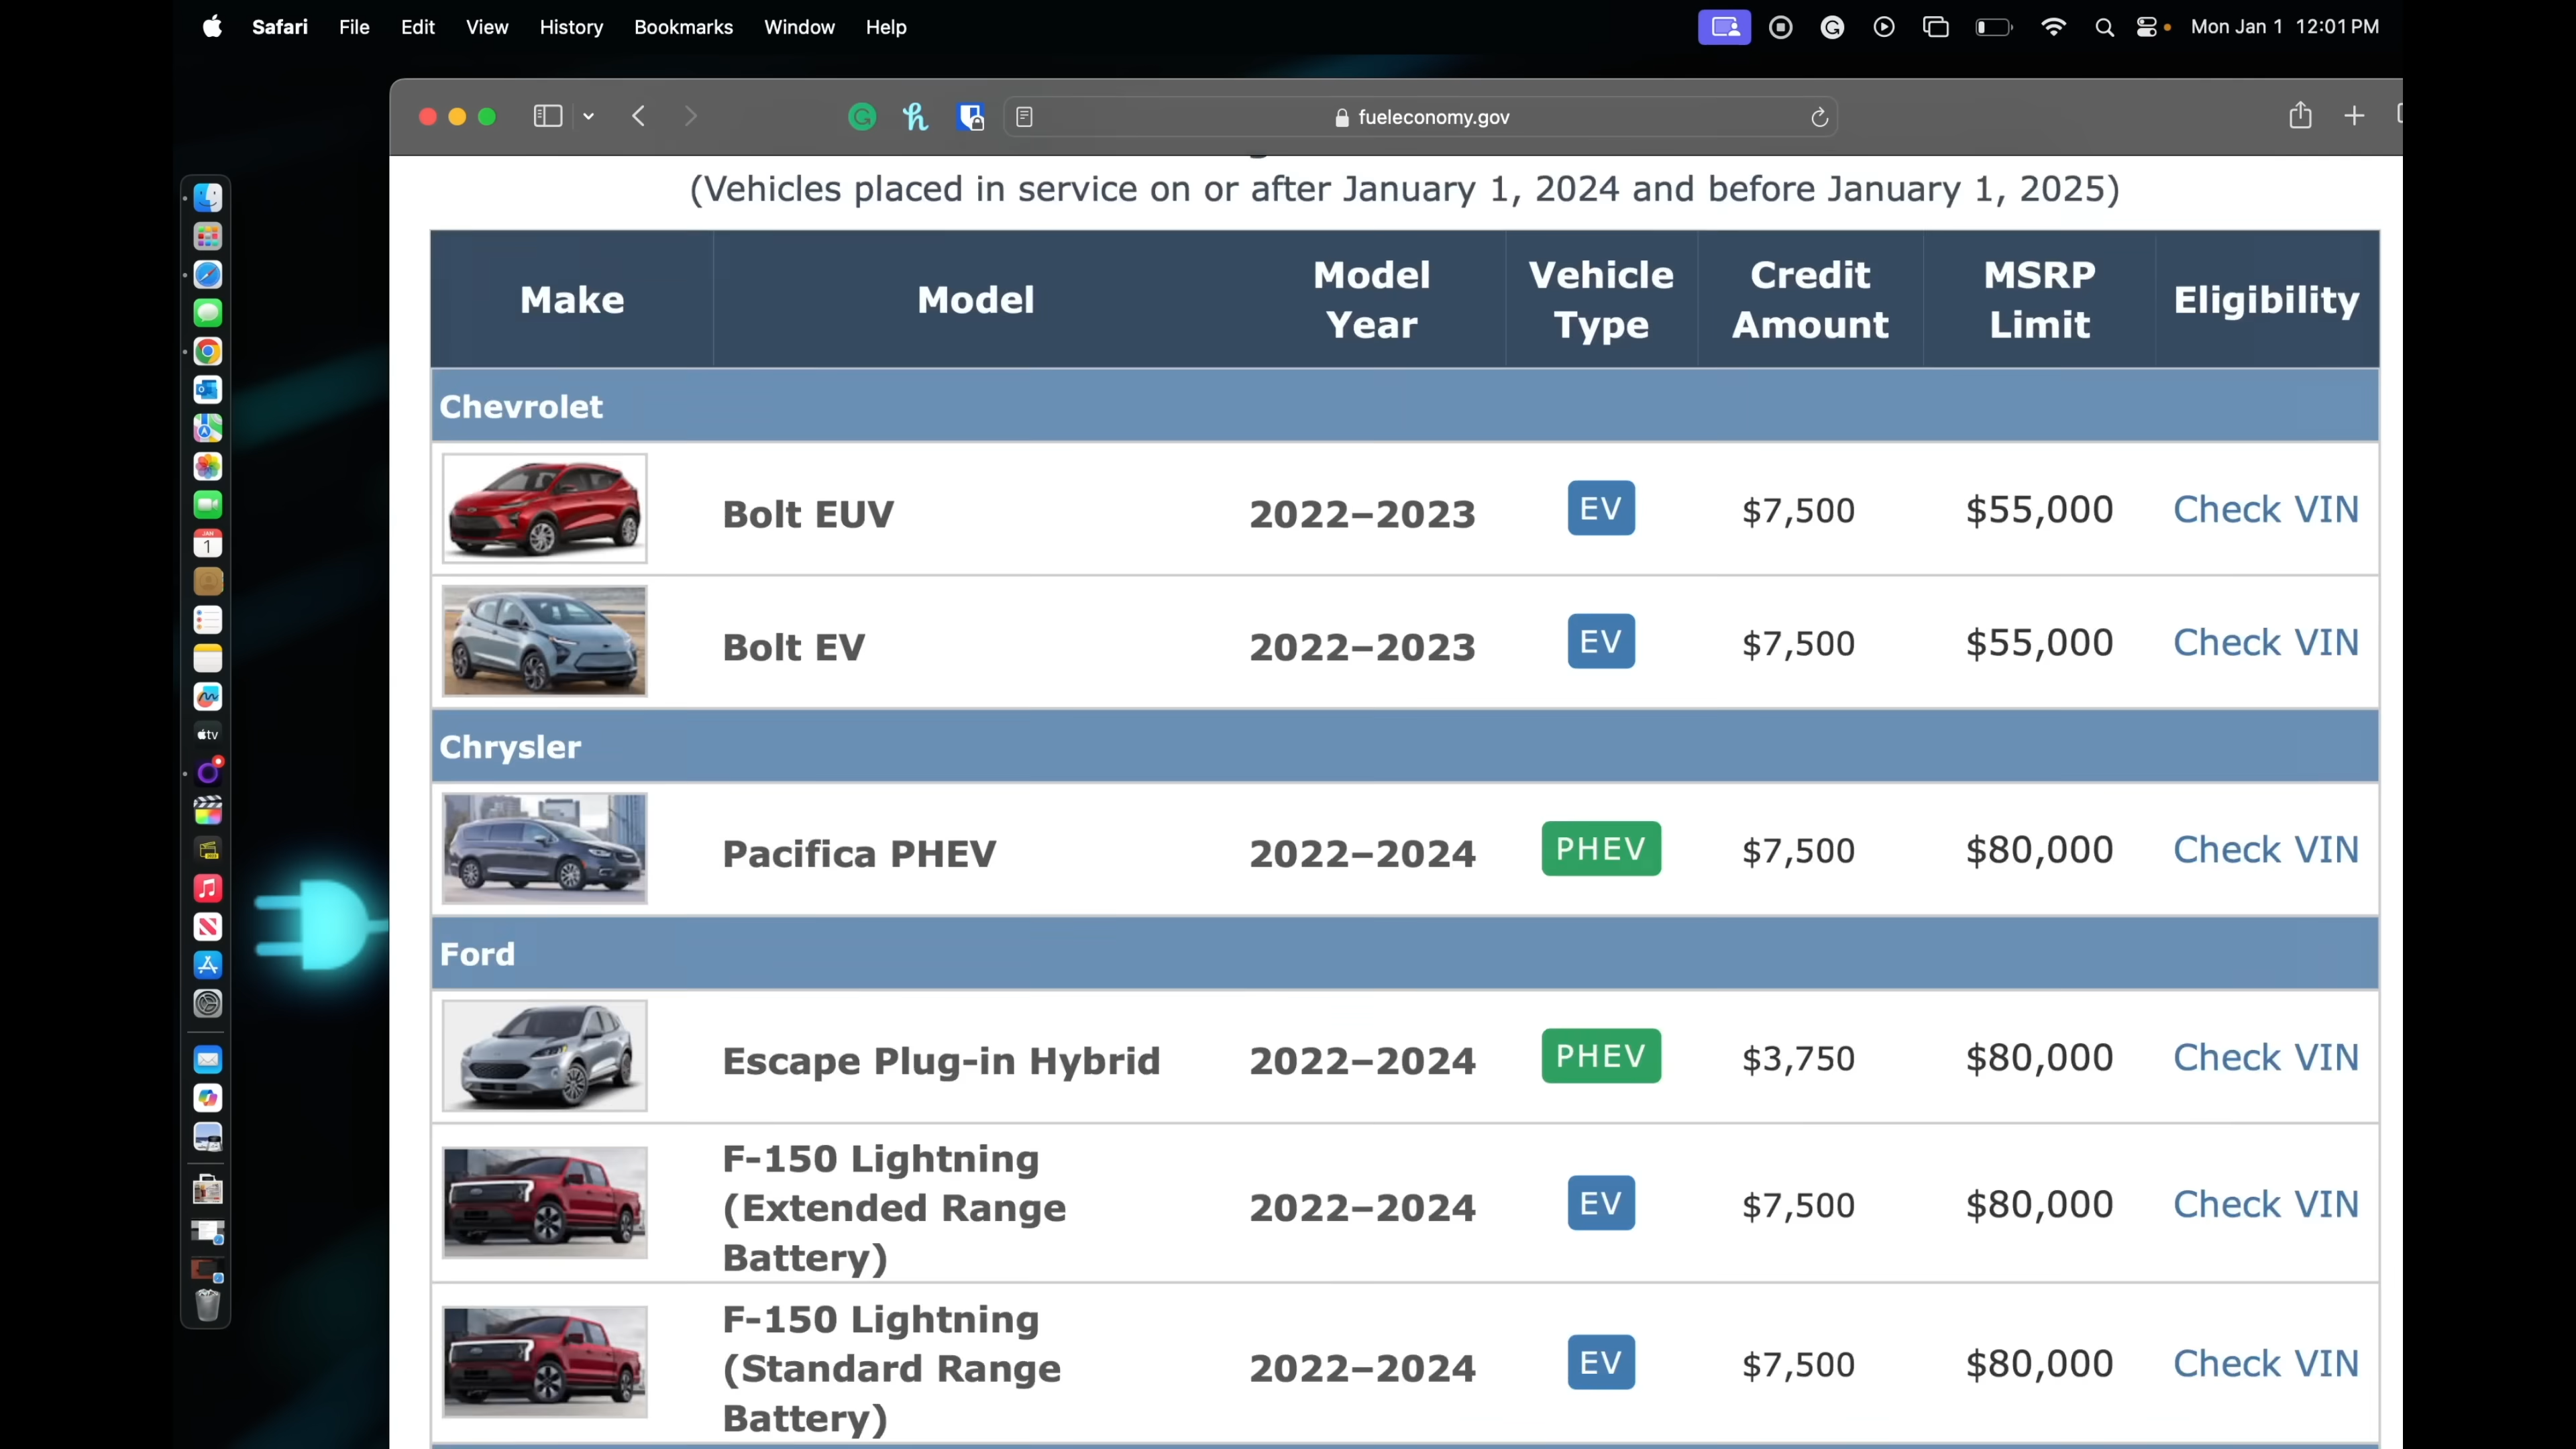 Safari File Edit View History Bookmarks Window Help Mon Jan 1 12:01 PM
fueleconomy.gov
(Vehicles placed in service on or after January 1, 2024 and before January 1, 2025)
Make Model Model Year Vehicle Type Credit Amount MSRP Limit Eligibility
Chevrolet
Bolt EUV 2022–2023 EV $7,500 $55,000 Check VIN
Bolt EV 2022–2023 EV $7,500 $55,000 Check VIN
Chrysler
Pacifica PHEV 2022–2024 PHEV $7,500 $80,000 Check VIN
Ford
Escape Plug-in Hybrid 2022–2024 PHEV $3,750 $80,000 Check VIN
F-150 Lightning
(Extended Range 2022–2024 EV $7,500 $80,000 Check VIN
Battery)
F-150 Lightning
(Standard Range 2022–2024 EV $7,500 $80,000 Check VIN
Battery)
JAN
1
tv